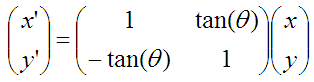 (x' y') = (1 tan(θ) -tan(θ) 1)(x y)